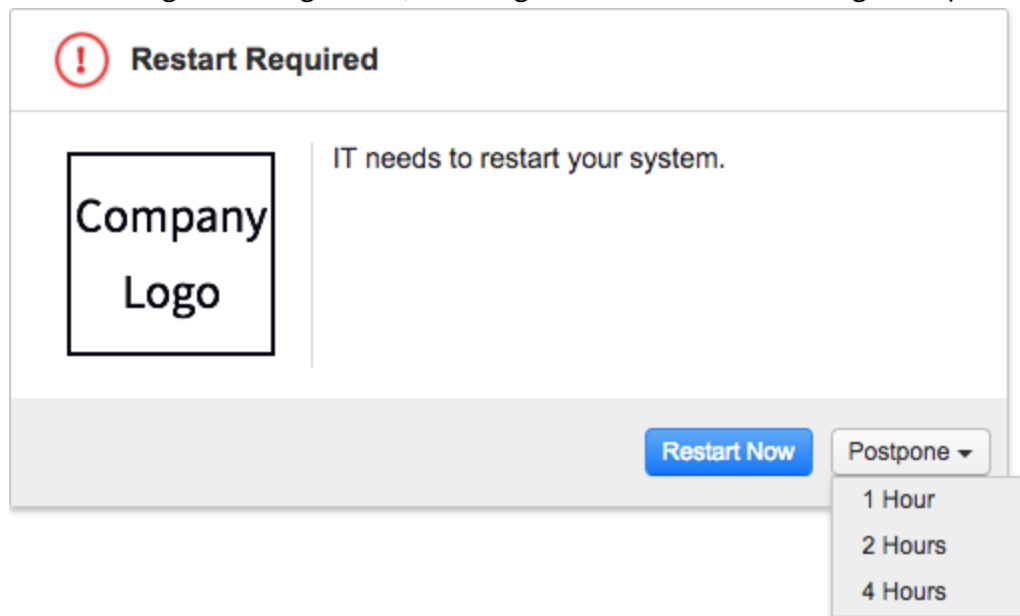 Restart Required
IT needs to restart your system.
Company
Logo
Restart Now
Postpone
1 Hour
2 Hours
4 Hours